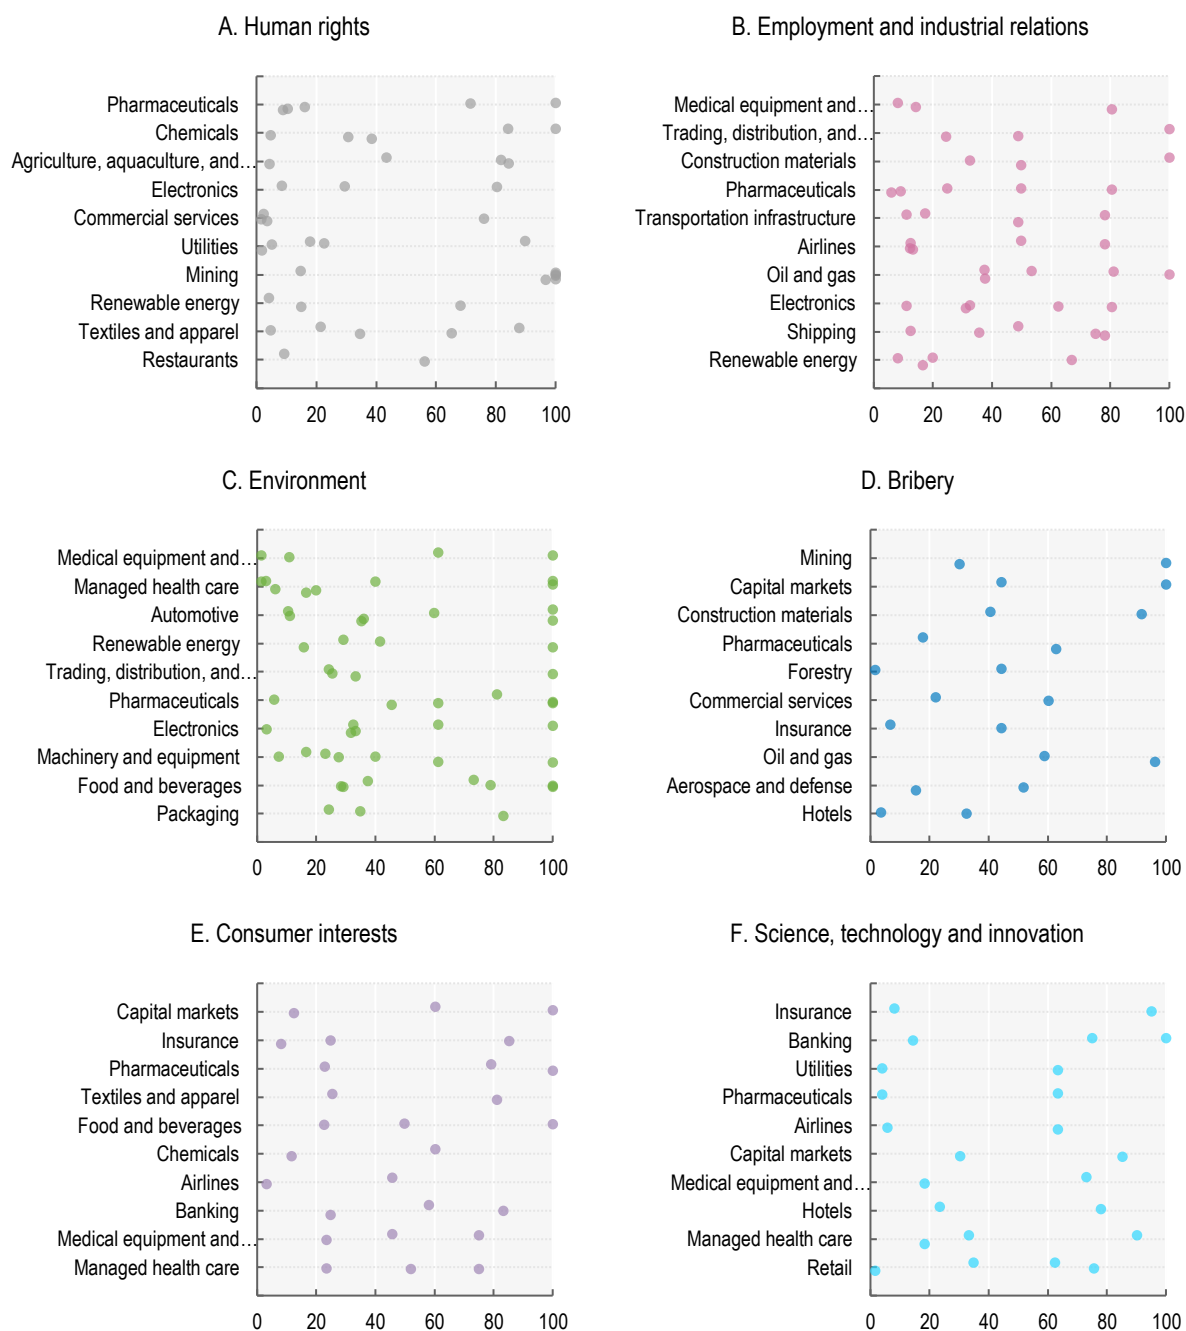 A. Human rights
Pharmaceuticals
Chemicals
Agriculture, aquaculture, and…
Electronics
Commercial services
Utilities
Mining
Renewable energy
Textiles and apparel
Restaurants
0 20 40 60 80 100
B. Employment and industrial relations
Medical equipment and…
Trading, distribution, and…
Construction materials
Pharmaceuticals
Transportation infrastructure
Airlines
Oil and gas
Electronics
Shipping
Renewable energy
0 20 40 60 80 100
C. Environment
Medical equipment and…
Managed health care
Automotive
Renewable energy
Trading, distribution, and…
Pharmaceuticals
Electronics
Machinery and equipment
Food and beverages
Packaging
0 20 40 60 80 100
D. Bribery
Mining
Capital markets
Construction materials
Pharmaceuticals
Forestry
Commercial services
Insurance
Oil and gas
Aerospace and defense
Hotels
0 20 40 60 80 100
E. Consumer interests
Capital markets
Insurance
Pharmaceuticals
Textiles and apparel
Food and beverages
Chemicals
Airlines
Banking
Medical equipment and…
Managed health care
0 20 40 60 80 100
F. Science, technology and innovation
Insurance
Banking
Utilities
Pharmaceuticals
Airlines
Capital markets
Medical equipment and…
Hotels
Managed health care
Retail
0 20 40 60 80 100